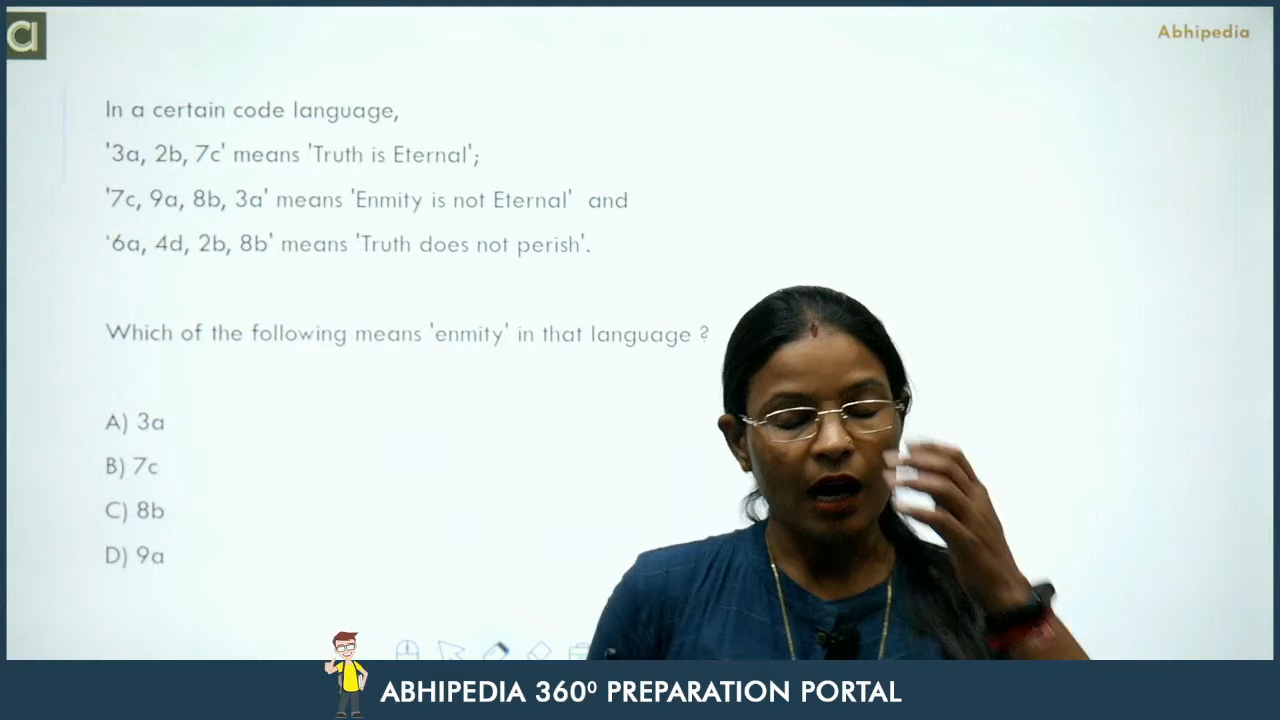 a
Abhipedia
In a certain code language,
'3a, 2b, 7c' means 'Truth is Eternal';
'7c, 9a, 8b, 3a' means 'Enmity is not Eternal' and
‘6a, 4d, 2b, 8b' means 'Truth does not perish'.
Which of the following means 'enmity' in that language ?
A) 3a
B) 7c
C) 8b
D) 9a
ABHIPEDIA 360⁰ PREPARATION PORTAL